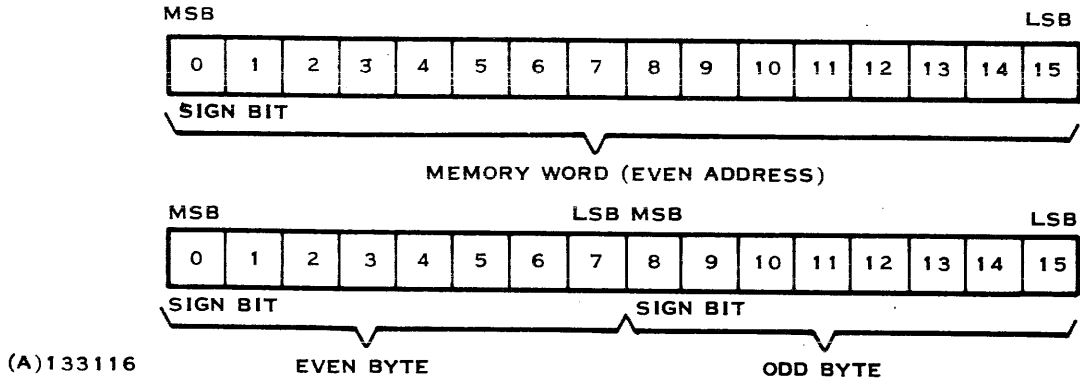 MSB LSB
0 1 2 3 4 5 6 7 8 9 10 11 12 13 14 15
SIGN BIT
MEMORY WORD (EVEN ADDRESS)
MSB LSB MSB LSB
0 1 2 3 4 5 6 7 8 9 10 11 12 13 14 15
SIGN BIT SIGN BIT
(A)133116 EVEN BYTE ODD BYTE